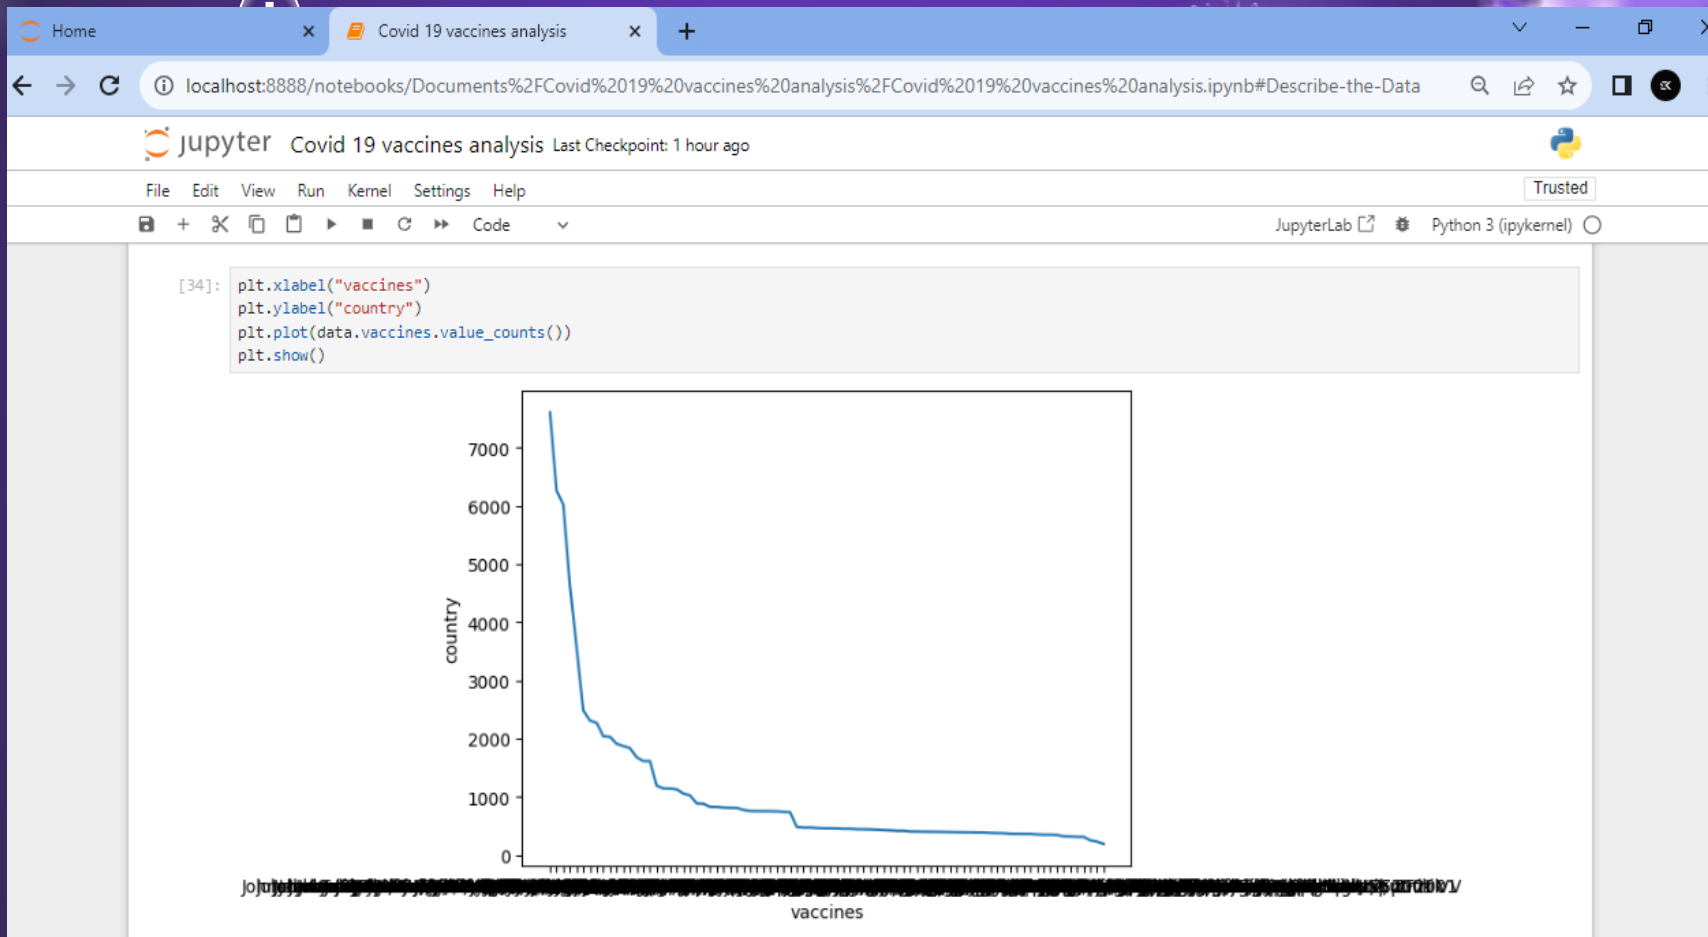 Home
Covid 19 vaccines analysis
localhost:8888/notebooks/Documents%2FCovid%2019%20vaccines%20analysis%2FCovid%2019%20vaccines%20analysis.ipynb#Describe-the-Data
jupyter Covid 19 vaccines analysis Last Checkpoint: 1 hour ago
File Edit View Run Kernel Settings Help Trusted
Code JupyterLab Python 3 (ipykernel)
[34]: plt.xlabel("vaccines")
plt.ylabel("country")
plt.plot(data.vaccines.value_counts())
plt.show()
7000
6000
5000
4000
3000
2000
1000
0
country
vaccines